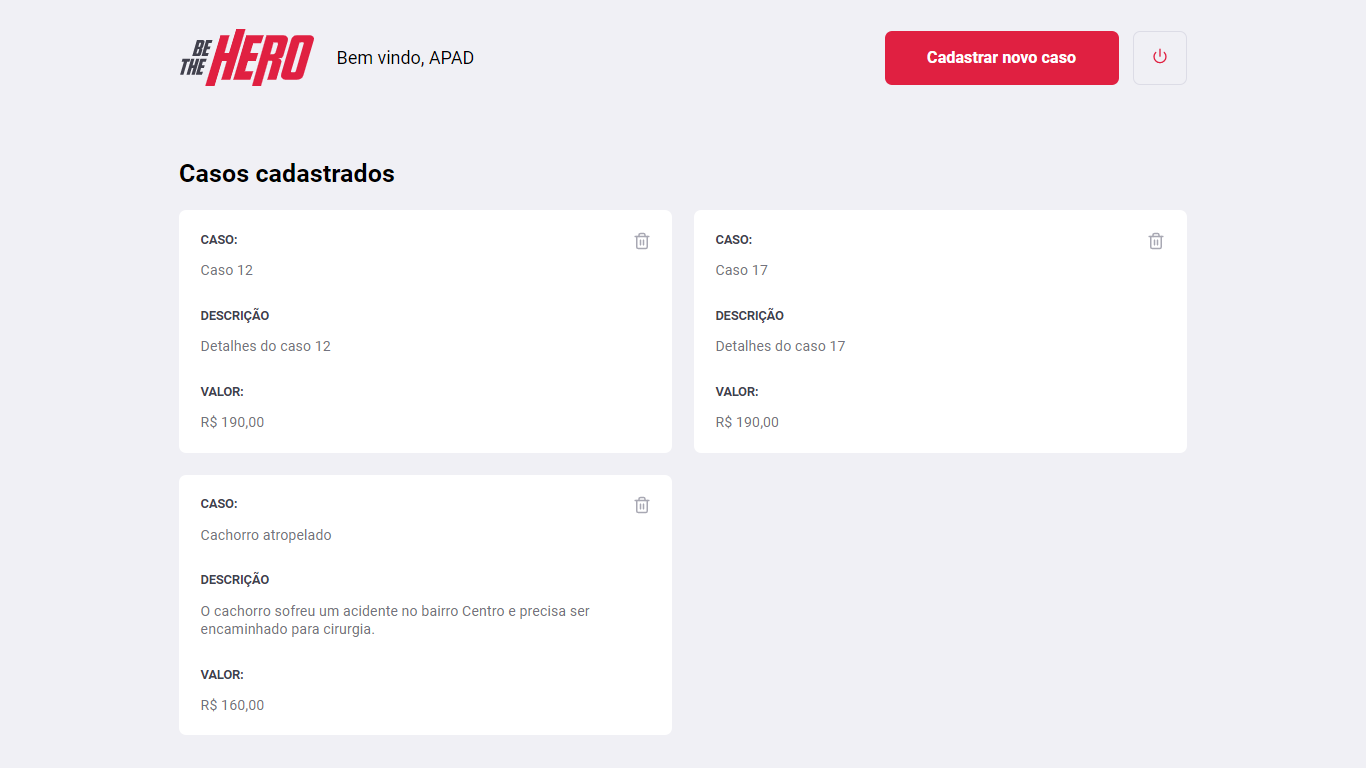 BE
THE
HERO
Bem vindo, APAD
Cadastrar novo caso
Casos cadastrados
CASO:
Caso 12
DESCRIÇÃO
Detalhes do caso 12
VALOR:
R$ 190,00
CASO:
Caso 17
DESCRIÇÃO
Detalhes do caso 17
VALOR:
R$ 190,00
CASO:
Cachorro atropelado
DESCRIÇÃO
O cachorro sofreu um acidente no bairro Centro e precisa ser
encaminhado para cirurgia.
VALOR:
R$ 160,00